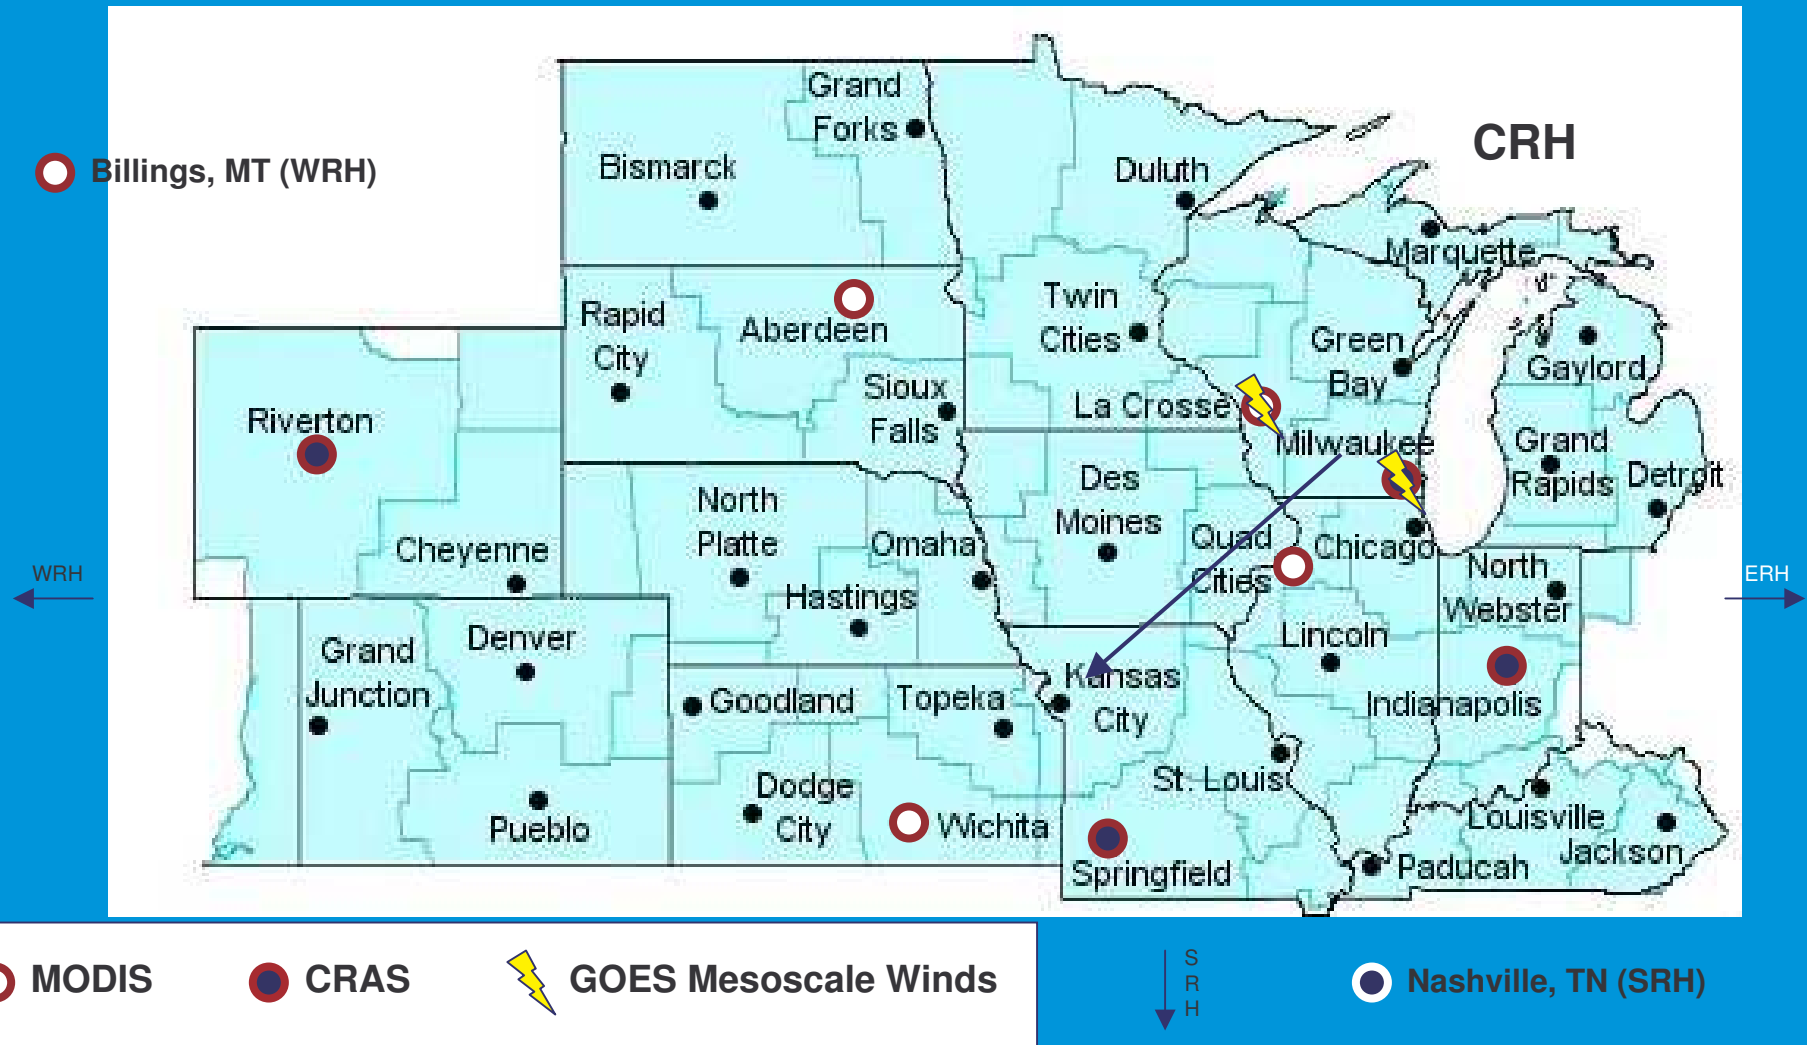 CRH
Billings, MT (WRH)
Grand
Forks
Bismarck
Duluth
Marquette
Rapid
City
Aberdeen
Twin
Cities
Green
Bay
Gaylord
Sioux
Falls
La Crosse
Riverton
Milwaukee
Grand
Rapids
Detroit
North
Platte
Des
Moines
Omaha
Quad
Cities
Chicago
Cheyenne
North
Webster
WRH
ERH
Hastings
Lincoln
Denver
Grand
Junction
Kansas
City
Goodland
Topeka
Indianapolis
St. Louis
Dodge
City
Wichita
Pueblo
Louisville
Jackson
Springfield
Paducah
MODIS
CRAS
GOES Mesoscale Winds
S
R
H
Nashville, TN (SRH)